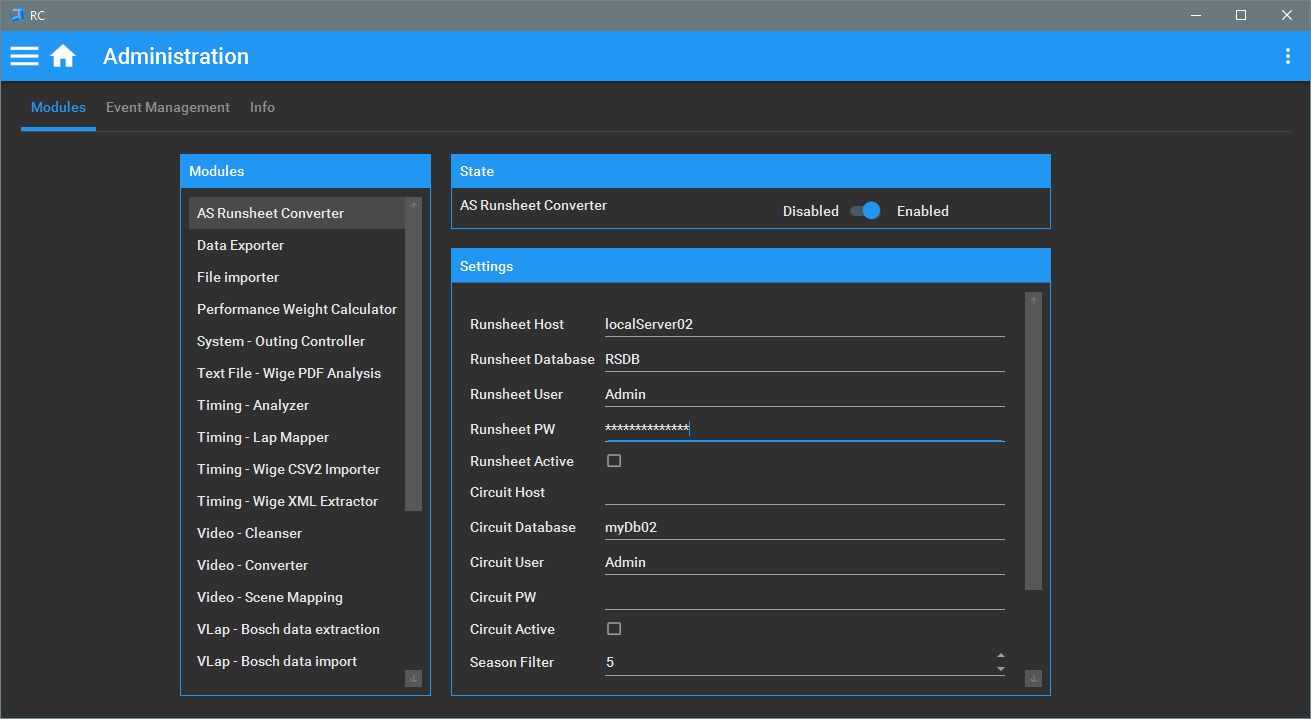 RC
Administration
Modules Event Management Info
Modules
AS Runsheet Converter
Data Exporter
File importer
Performance Weight Calculator
System - Outing Controller
Text File - Wige PDF Analysis
Timing - Analyzer
Timing - Lap Mapper
Timing - Wige CSV2 Importer
Timing - Wige XML Extractor
Video - Cleanser
Video - Converter
Video - Scene Mapping
VLap - Bosch data extraction
VLap - Bosch data import
State
AS Runsheet Converter Disabled Enabled
Settings
Runsheet Host localServer02
Runsheet Database RSDB
Runsheet User Admin
Runsheet PW **************
Runsheet Active
Circuit Host
Circuit Database myDb02
Circuit User Admin
Circuit PW
Circuit Active
Season Filter 5